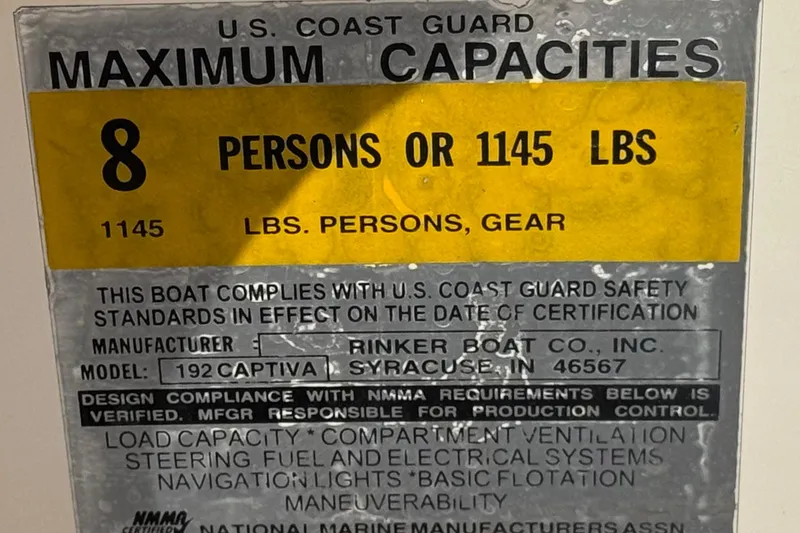 U.S. COAST GUARD
MAXIMUM CAPACITIES
8 PERSONS OR 1145 LBS
1145 LBS. PERSONS, GEAR
THIS BOAT COMPLIES WITH U.S. COAST GUARD SAFETY
STANDARDS IN EFFECT ON THE DATE OF CERTIFICATION
MANUFACTURER : RINKER BOAT CO., INC.
MODEL: 192 CAPTIVA SYRACUSE, IN 46567
DESIGN COMPLIANCE WITH NMMA REQUIREMENTS BELOW IS
VERIFIED. MFGR RESPONSIBLE FOR PRODUCTION CONTROL.
LOAD CAPACITY * COMPARTMENT VENTILATION
STEERING, FUEL AND ELECTRICAL SYSTEMS
NAVIGATION LIGHTS *BASIC FLOTATION
MANEUVERABILITY
NMMA CERTIFIED NATIONAL MARINE MANUFACTURERS ASSN.